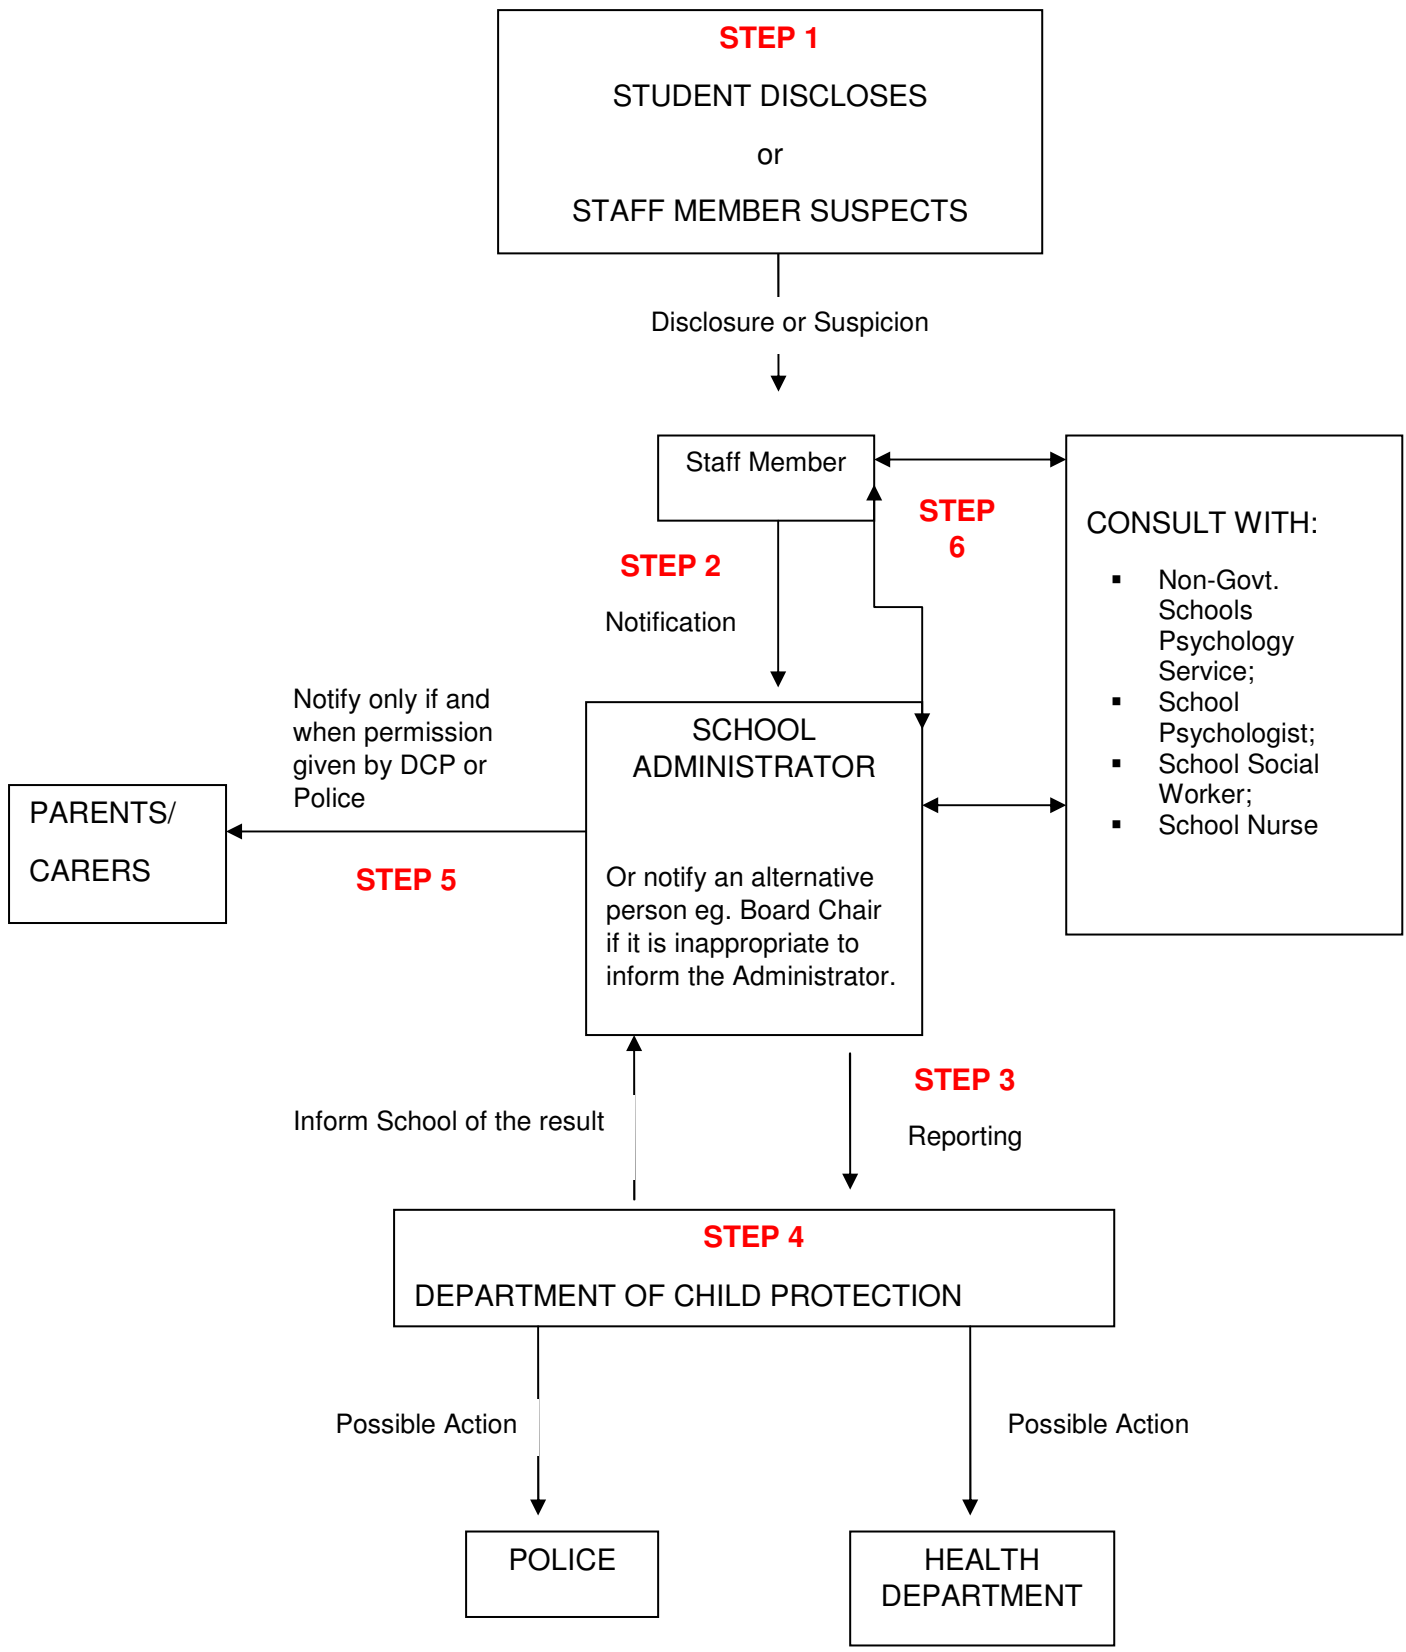 STEP 1
STUDENT DISCLOSES
or
STAFF MEMBER SUSPECTS
Disclosure or Suspicion
Staff Member
STEP
6
CONSULT WITH:
▪ Non-Govt.
Schools
Psychology
Service;
▪ School
Psychologist;
▪ School Social
Worker;
▪ School Nurse
STEP 2
Notification
Notify only if and
when permission
given by DCP or
Police
PARENTS/
CARERS
STEP 5
SCHOOL
ADMINISTRATOR
Or notify an alternative
person eg. Board Chair
if it is inappropriate to
inform the Administrator.
Inform School of the result
STEP 3
Reporting
STEP 4
DEPARTMENT OF CHILD PROTECTION
Possible Action
Possible Action
POLICE
HEALTH
DEPARTMENT